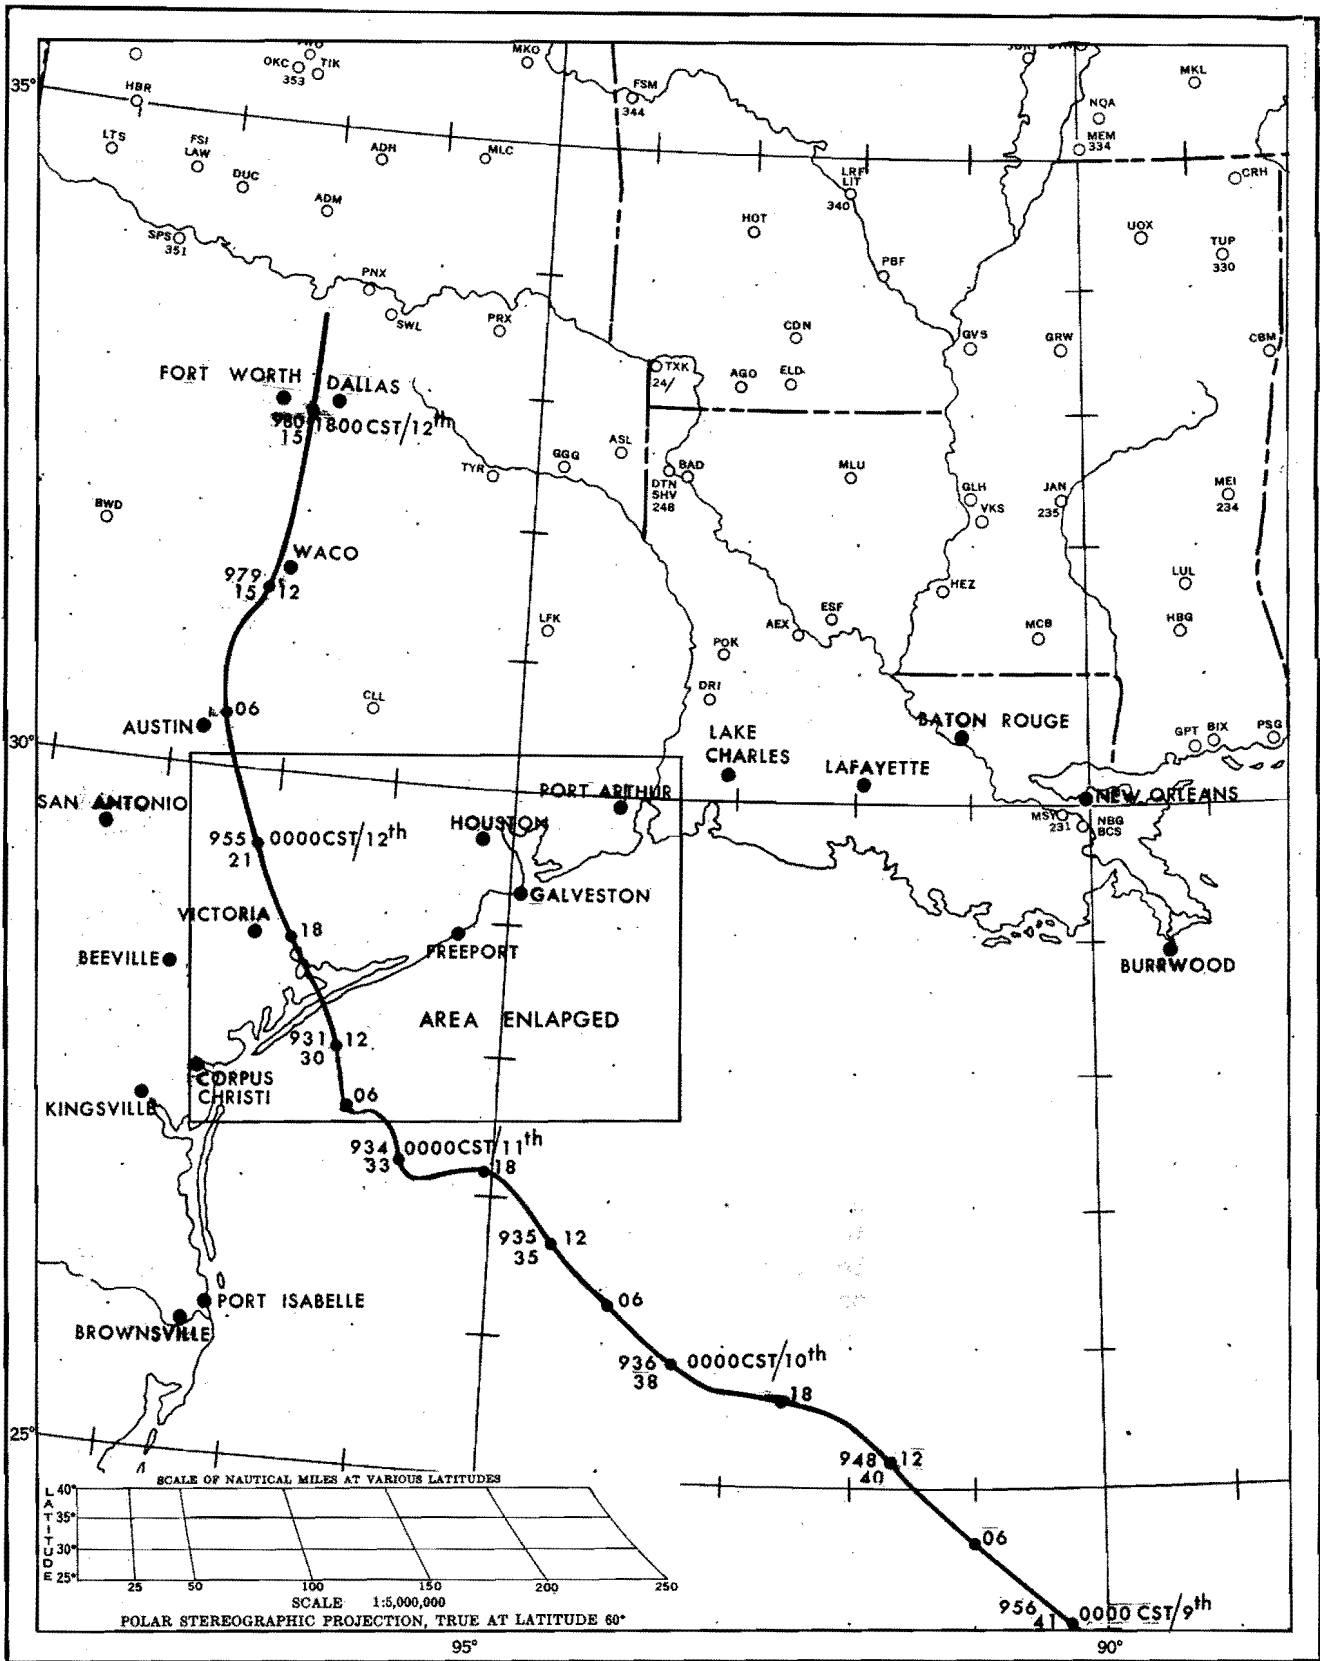 35°
OKC
TIK
353
MKO
HBR
FSM
344
MKL
NQA
MEM
334
LTS
FSI
LAW
DUC
ADH
MLC
ADM
LRF
LIT
340
CRH
SPS
351
HOT
UOX
TUP
330
PNX
SWL
PRX
PBF
CDN
GVS
GRW
CBM
FORT WORTH
DALLAS
TXK
24/
AGO
ELD
980
15
1800 CST/12th
ASL
TYR
GGG
BAD
DTN
SHV
248
MLU
GLH
VKS
JAN
235
MEI
234
BWD
WACO
979
15
12
HEZ
LUL
LFK
ESF
AEX
POK
MCB
HBG
AUSTIN
06
CLL
DRI
BATON ROUGE
LAKE
CHARLES
LAFAYETTE
GPT
BIX
PSG
30°
SAN ANTONIO
PORT ARTHUR
NEW ORLEANS
MSY
231
NBG
BCS
HOUSTON
955
21
0000CST/12th
GALVESTON
VICTORIA
18
FREEPORT
BEEVILLE
BURRWOOD
AREA ENLAPGED
931
30
12
CORPUS
CHRISTI
06
KINGSVILLE
934
33
0000CST/11th
18
935
35
12
06
PORT ISABELLE
BROWNSVILLE
936
38
0000CST/10th
18
25°
948
40
12
SCALE OF NAUTICAL MILES AT VARIOUS LATITUDES
LATITUDE
40°
35°
30°
25°
25 50 100 150 200 250
SCALE 1:5,000,000
POLAR STEREOGRAPHIC PROJECTION, TRUE AT LATITUDE 60°
06
956
41
0000 CST/9th
95°
90°